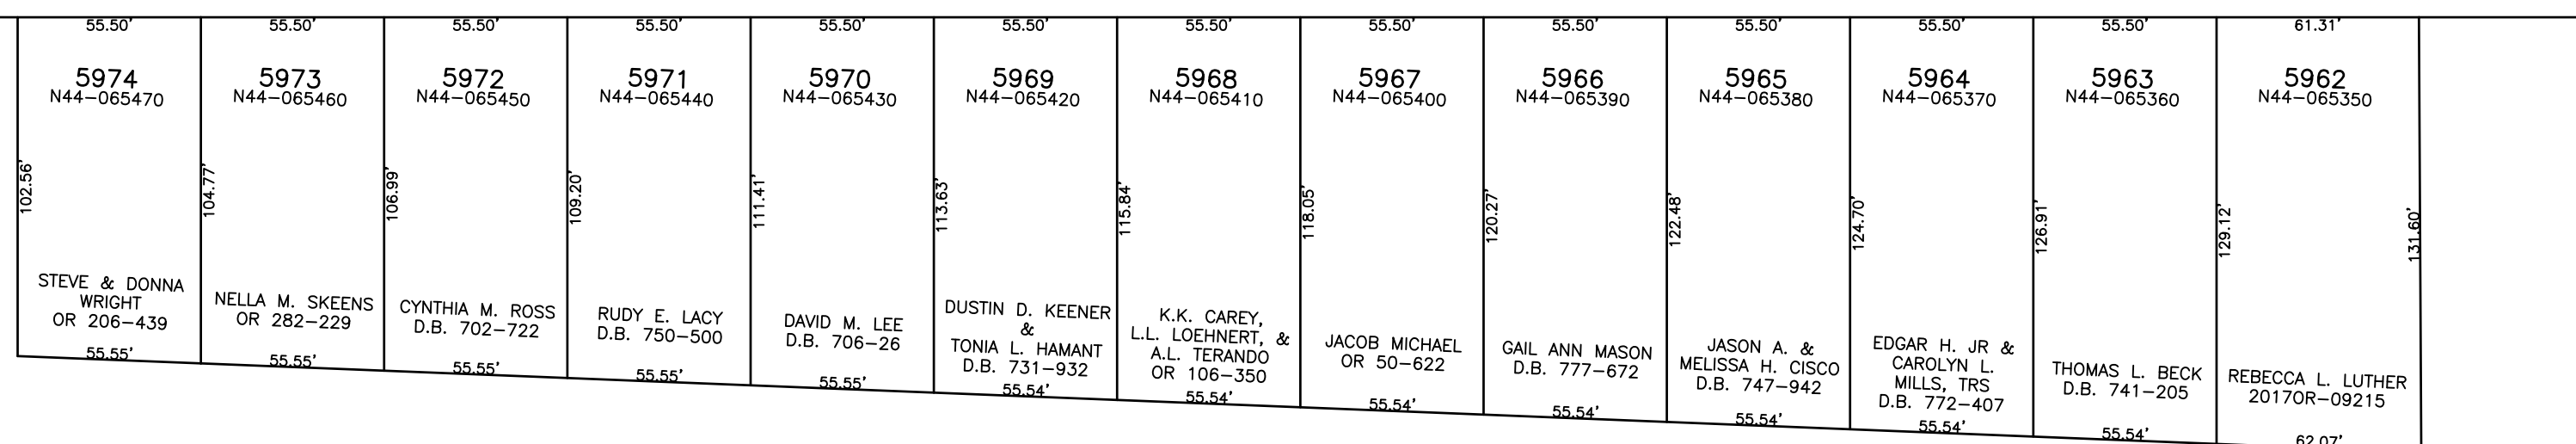 55.50' 55.50' 55.50' 55.50' 55.50' 55.50' 55.50' 55.50' 55.50' 55.50' 55.50' 55.50' 61.31'
5974 5973 5972 5971 5970 5969 5968 5967 5966 5965 5964 5963 5962
N44-065470 N44-065460 N44-065450 N44-065440 N44-065430 N44-065420 N44-065410 N44-065400 N44-065390 N44-065380 N44-065370 N44-065360 N44-065350
102.56' 104.77' 106.99' 109.20' 111.41' 113.63' 115.84' 118.05' 120.27' 122.48' 124.70' 126.91' 129.12' 131.60'
STEVE & DONNA
WRIGHT
OR 206-439
55.55'
NELLA M. SKEENS
OR 282-229
55.55'
CYNTHIA M. ROSS
D.B. 702-722
55.55'
RUDY E. LACY
D.B. 750-500
55.55'
DAVID M. LEE
D.B. 706-26
55.55'
DUSTIN D. KEENER
&
TONIA L. HAMANT
D.B. 731-932
55.54'
K.K. CAREY,
L.L. LOEHNERT, &
A.L. TERANDO
OR 106-350
55.54'
JACOB MICHAEL
OR 50-622
55.54'
GAIL ANN MASON
D.B. 777-672
55.54'
JASON A. &
MELISSA H. CISCO
D.B. 747-942
55.54'
EDGAR H. JR &
CAROLYN L.
MILLS, TRS
D.B. 772-407
55.54'
THOMAS L. BECK
D.B. 741-205
55.54'
REBECCA L. LUTHER
2017OR-09215
62.07'